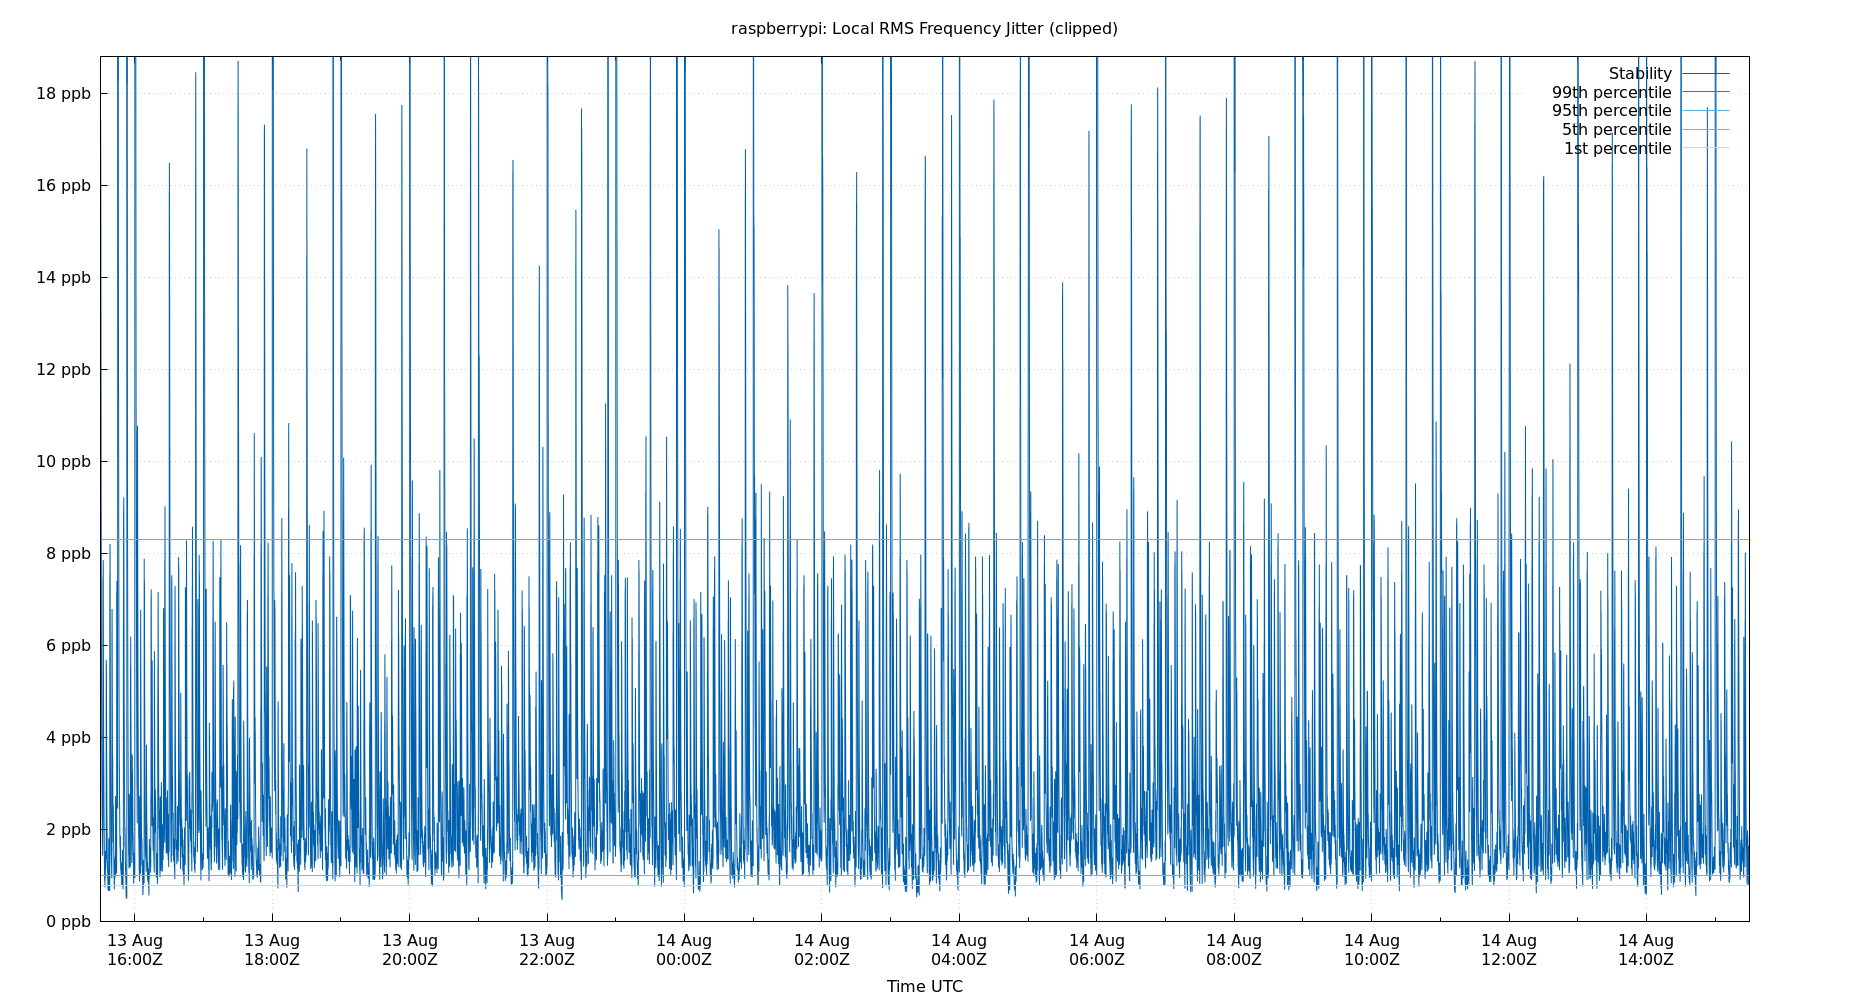 raspberrypi: Local RMS Frequency Jitter (clipped)
Stability
99th percentile
95th percentile
5th percentile
1st percentile
18 ppb
16 ppb
14 ppb
12 ppb
10 ppb
8 ppb
6 ppb
4 ppb
2 ppb
0 ppb
13 Aug 13 Aug 13 Aug 13 Aug 14 Aug 14 Aug 14 Aug 14 Aug 14 Aug 14 Aug 14 Aug 14 Aug
16:00Z 18:00Z 20:00Z 22:00Z 00:00Z 02:00Z 04:00Z 06:00Z 08:00Z 10:00Z 12:00Z 14:00Z
Time UTC